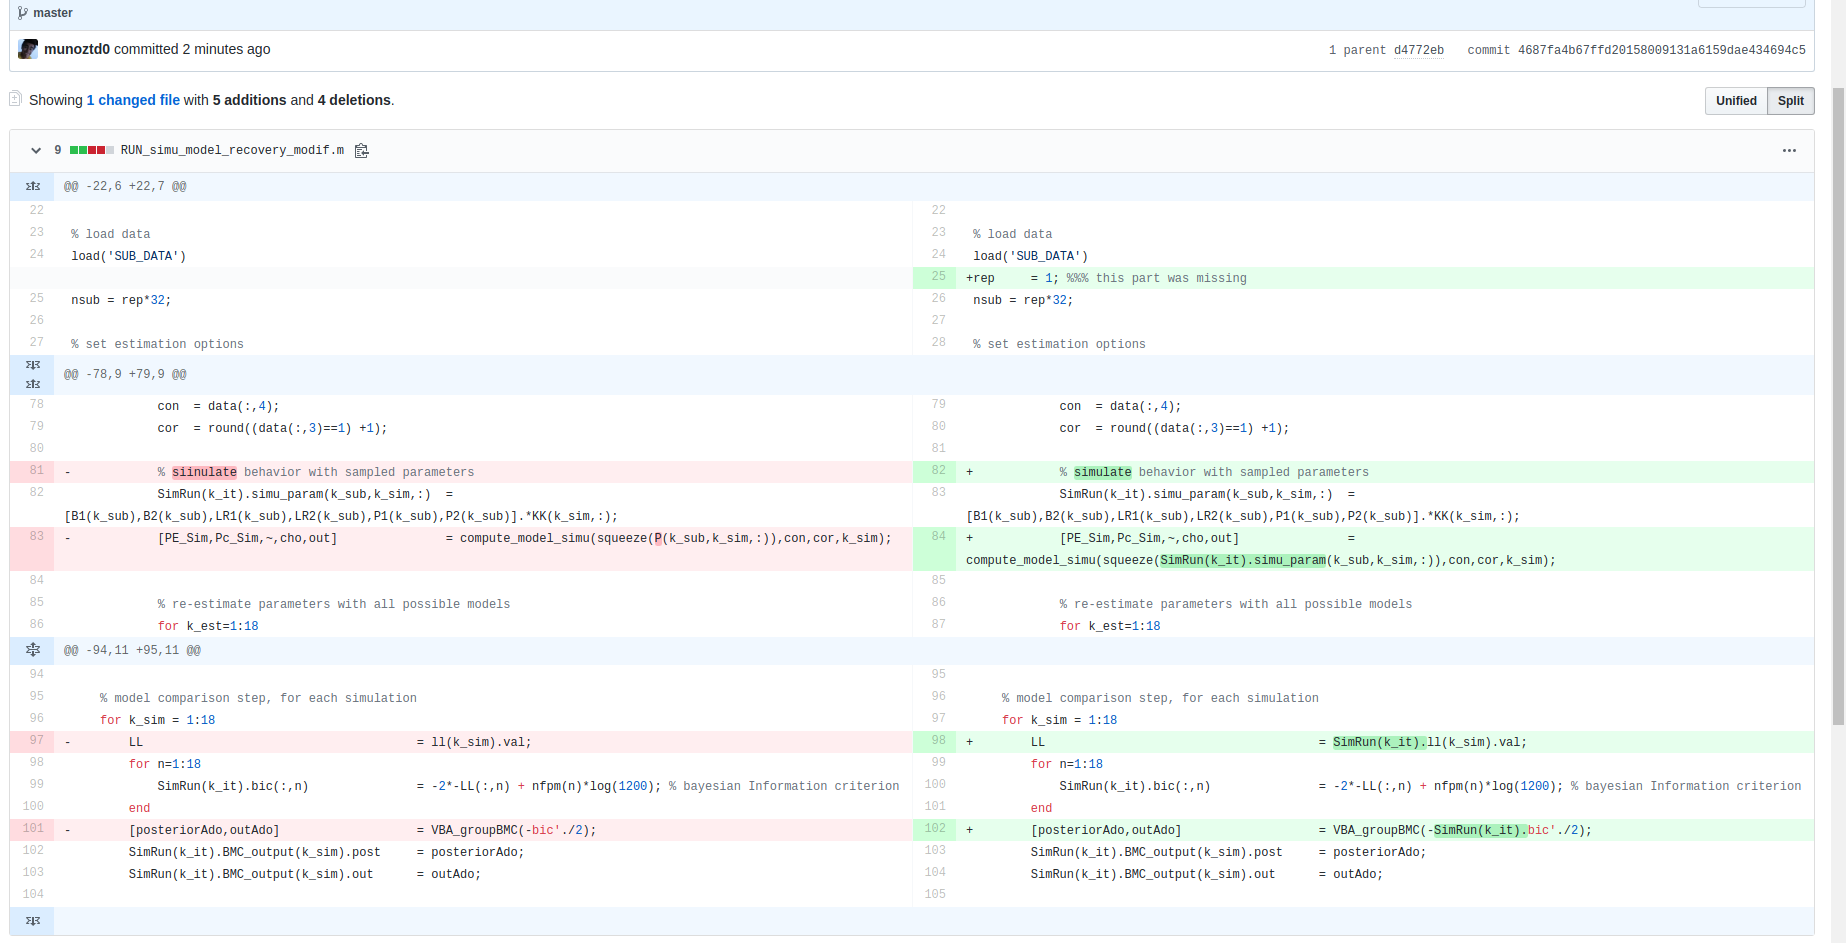 master
munoztd0 committed 2 minutes ago
1 parent d4772eb commit 4687fa4b67ffd20158009131a6159dae434694c5
Showing 1 changed file with 5 additions and 4 deletions.
Unified Split
9 RUN_simu_model_recovery_modif.m
@@ -22,6 +22,7 @@
22 22
23 % load data 23 % load data
24 load('SUB_DATA') 24 load('SUB_DATA')
25 +rep = 1; %%% this part was missing
25 nsub = rep*32; 26 nsub = rep*32;
26 27
27 % set estimation options 28 % set estimation options
@@ -78,9 +79,9 @@
78 con = data(:,4); 79 con = data(:,4);
79 cor = round((data(:,3)==1) +1); 80 cor = round((data(:,3)==1) +1);
80 81
81 - % siinulate behavior with sampled parameters 82 + % simulate behavior with sampled parameters
82 SimRun(k_it).simu_param(k_sub,k_sim,:) = 83 SimRun(k_it).simu_param(k_sub,k_sim,:) =
[B1(k_sub),B2(k_sub),LR1(k_sub),LR2(k_sub),P1(k_sub),P2(k_sub)].*KK(k_sim,:); [B1(k_sub),B2(k_sub),LR1(k_sub),LR2(k_sub),P1(k_sub),P2(k_sub)].*KK(k_sim,:);
83 - [PE_Sim,Pc_Sim,~,cho,out] = compute_model_simu(squeeze(P(k_sub,k_sim,:)),con,cor,k_sim); 84 + [PE_Sim,Pc_Sim,~,cho,out] =
compute_model_simu(squeeze(SimRun(k_it).simu_param(k_sub,k_sim,:)),con,cor,k_sim);
84 85
85 % re-estimate parameters with all possible models 86 % re-estimate parameters with all possible models
86 for k_est=1:18 87 for k_est=1:18
@@ -94,11 +95,11 @@
94 95
95 % model comparison step, for each simulation 96 % model comparison step, for each simulation
96 for k_sim = 1:18 97 for k_sim = 1:18
97 - LL = ll(k_sim).val; 98 + LL = SimRun(k_it).ll(k_sim).val;
98 for n=1:18 99 for n=1:18
99 SimRun(k_it).bic(:,n) = -2*-LL(:,n) + nfpm(n)*log(1200); % bayesian Information criterion 100 SimRun(k_it).bic(:,n) = -2*-LL(:,n) + nfpm(n)*log(1200); % bayesian Information criterion
100 end 101 end
101 - [posteriorAdo,outAdo] = VBA_groupBMC(-bic'./2); 102 + [posteriorAdo,outAdo] = VBA_groupBMC(-SimRun(k_it).bic'./2);
102 SimRun(k_it).BMC_output(k_sim).post = posteriorAdo; 103 SimRun(k_it).BMC_output(k_sim).post = posteriorAdo;
103 SimRun(k_it).BMC_output(k_sim).out = outAdo; 104 SimRun(k_it).BMC_output(k_sim).out = outAdo;
104 105